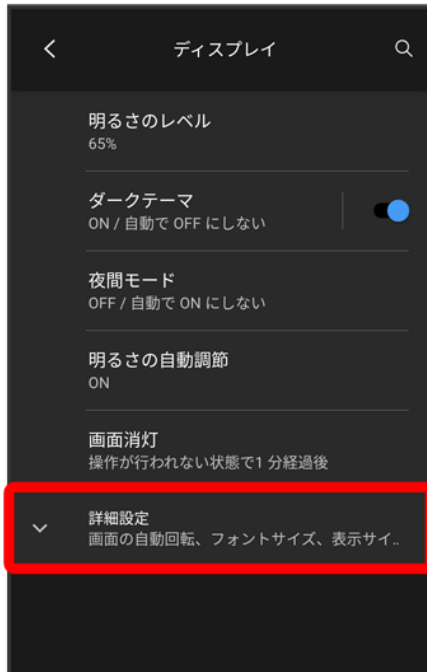 ディスプレイ
明るさのレベル
65%
ダークテーマ
ON / 自動で OFF にしない
夜間モード
OFF / 自動で ON にしない
明るさの自動調節
ON
画面消灯
操作が行われない状態で1 分経過後
詳細設定
画面の自動回転、フォントサイズ、表示サイ..